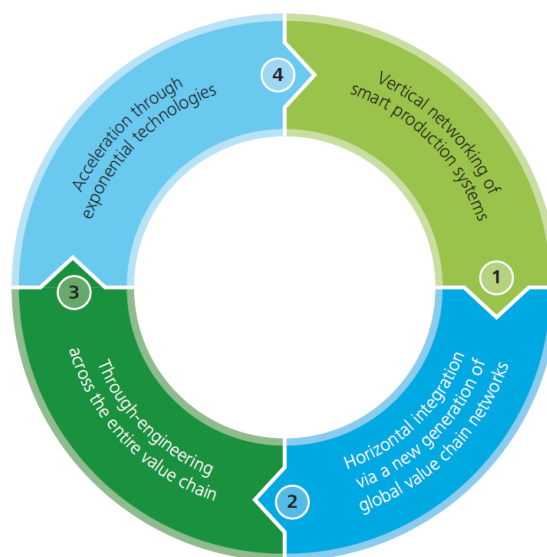 Vertical networking of
smart production systems
1
Horizontal integration
via a new generation of
global value chain networks
2
Through-engineering
across the entire value chain
3
Acceleration through
exponential technologies
4